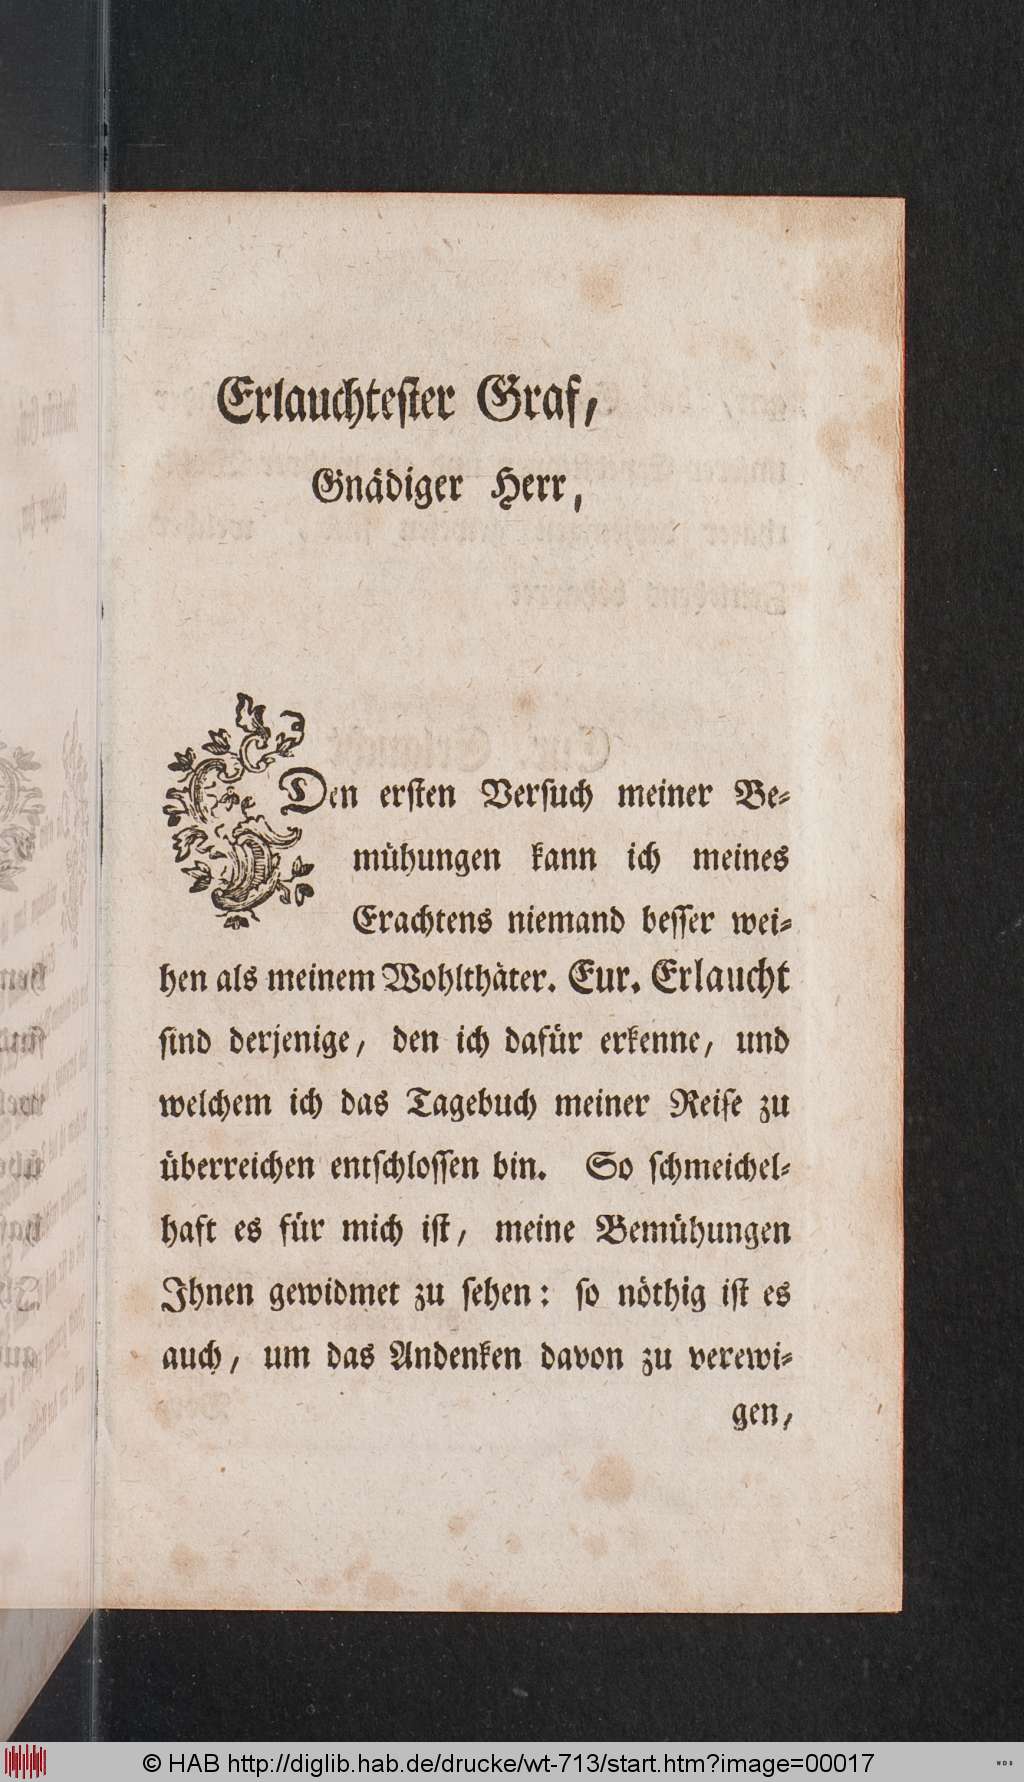 Erlauchtester Graf,
Gnädiger Herr,
Den ersten Versuch meiner Be-
mühungen kann ich meines
Erachtens niemand besser wei-
hen als meinem Wohlthäter. Eur. Erlaucht
sind derjenige, den ich dafür erkenne, und
welchem ich das Tagebuch meiner Reise zu
überreichen entschlossen bin. So schmeichel-
haft es für mich ist, meine Bemühungen
Ihnen gewidmet zu sehen: so nöthig ist es
auch, um das Andenken davon zu verewi-
gen,
© HAB http://diglib.hab.de/drucke/wt-713/start.htm?image=00017